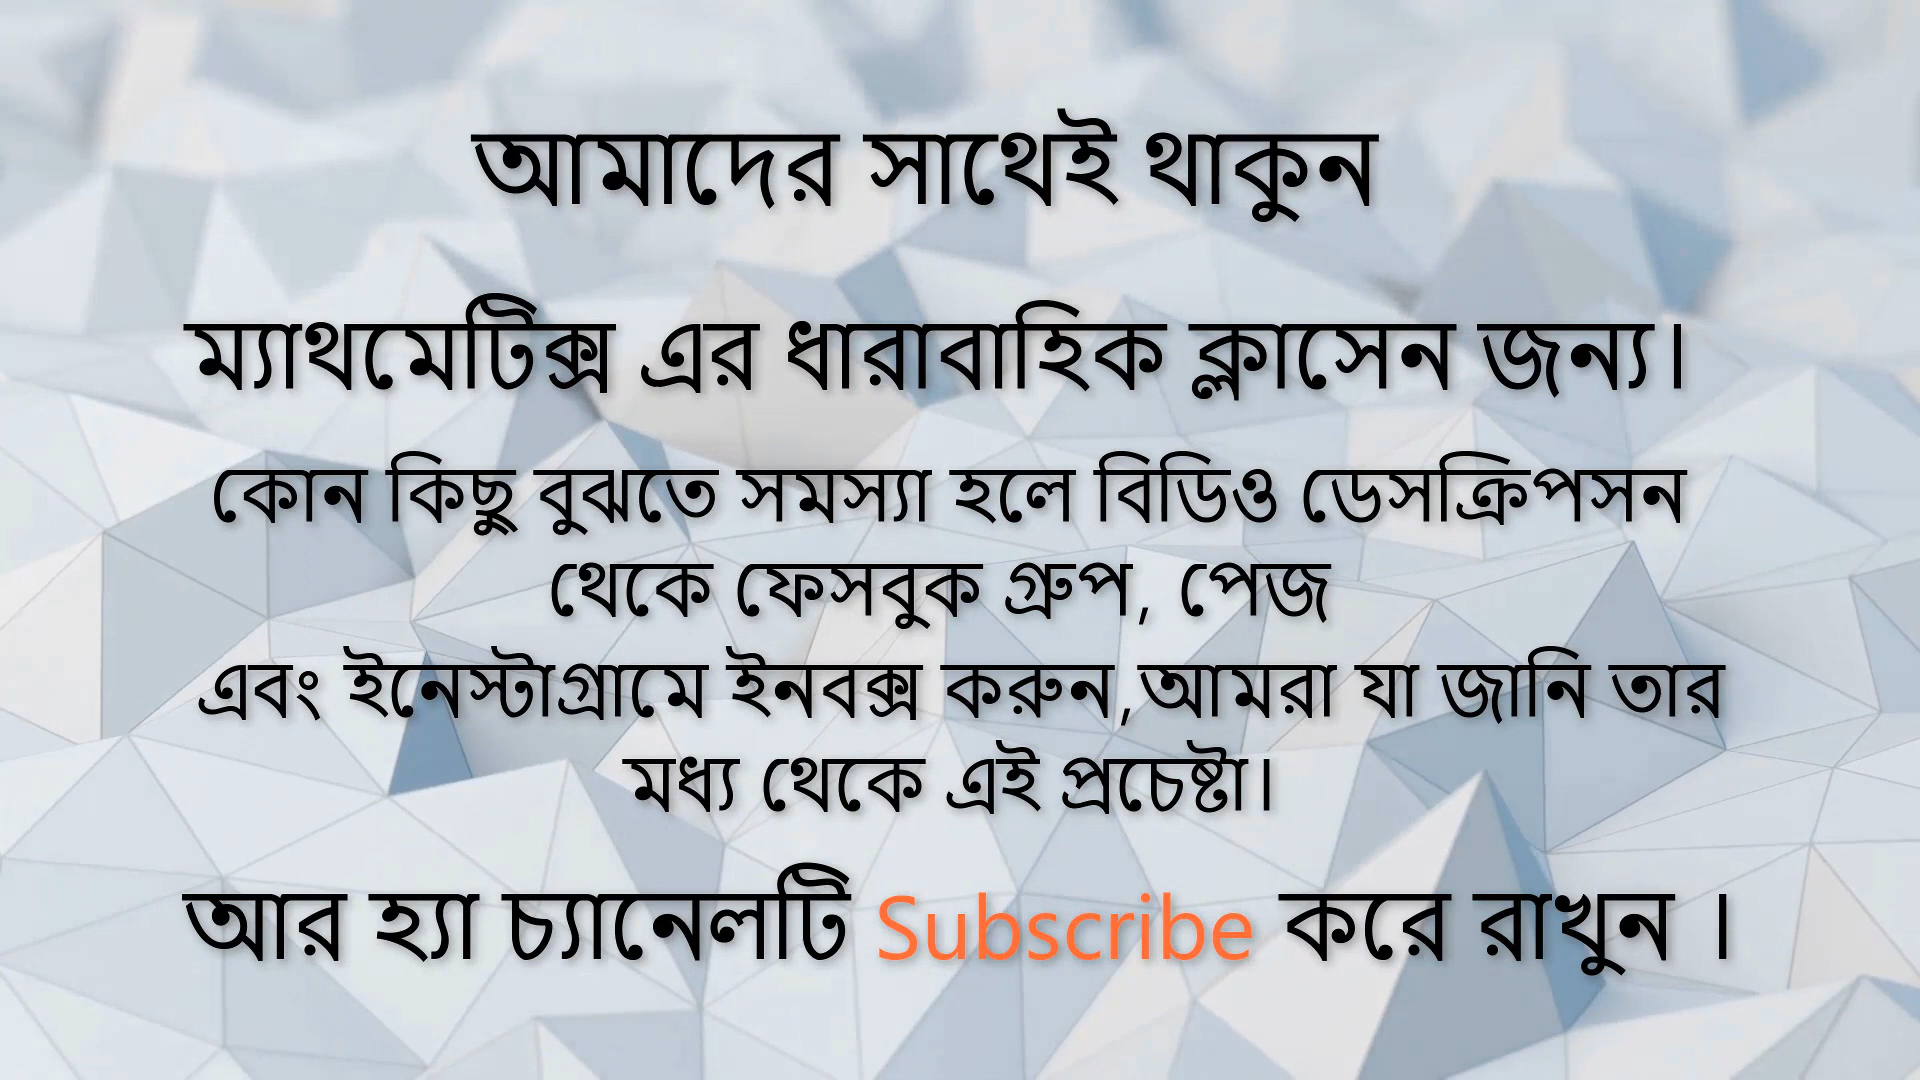 আমাদের সাথেই থাকুন
ম্যাথমেটিক্স এর ধারাবাহিক ক্লাসেন জন্য।
কোন কিছু বুঝতে সমস্যা হলে বিডিও ডেসক্রিপসন
থেকে ফেসবুক গ্রুপ, পেজ
এবং ইনেস্টাগ্রামে ইনবক্স করুন,আমরা যা জানি তার
মধ্য থেকে এই প্রচেষ্টা।
আর হ্যা চ্যানেলটি Subscribe করে রাখুন ।